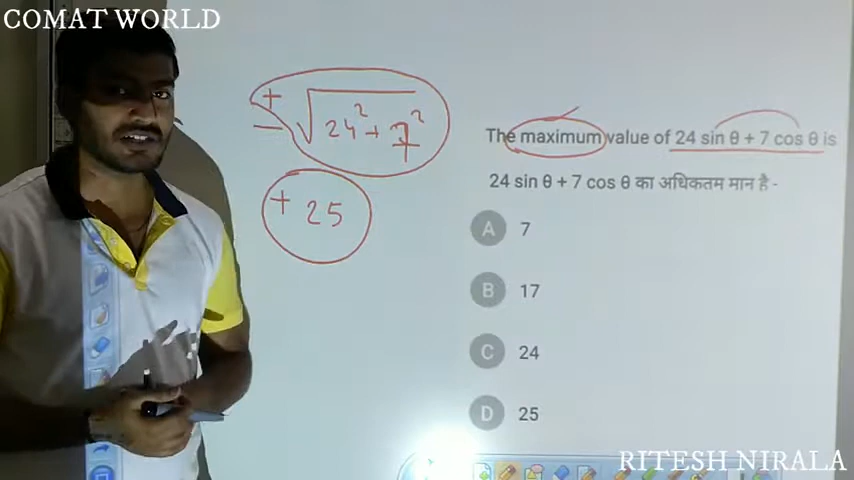 COMAT WORLD
± √24² + 7²
+ 25
The maximum value of 24 sin θ + 7 cos θ is
24 sin θ + 7 cos θ का अधिकतम मान है -
A 7
B 17
C 24
D 25
RITESH NIRALA